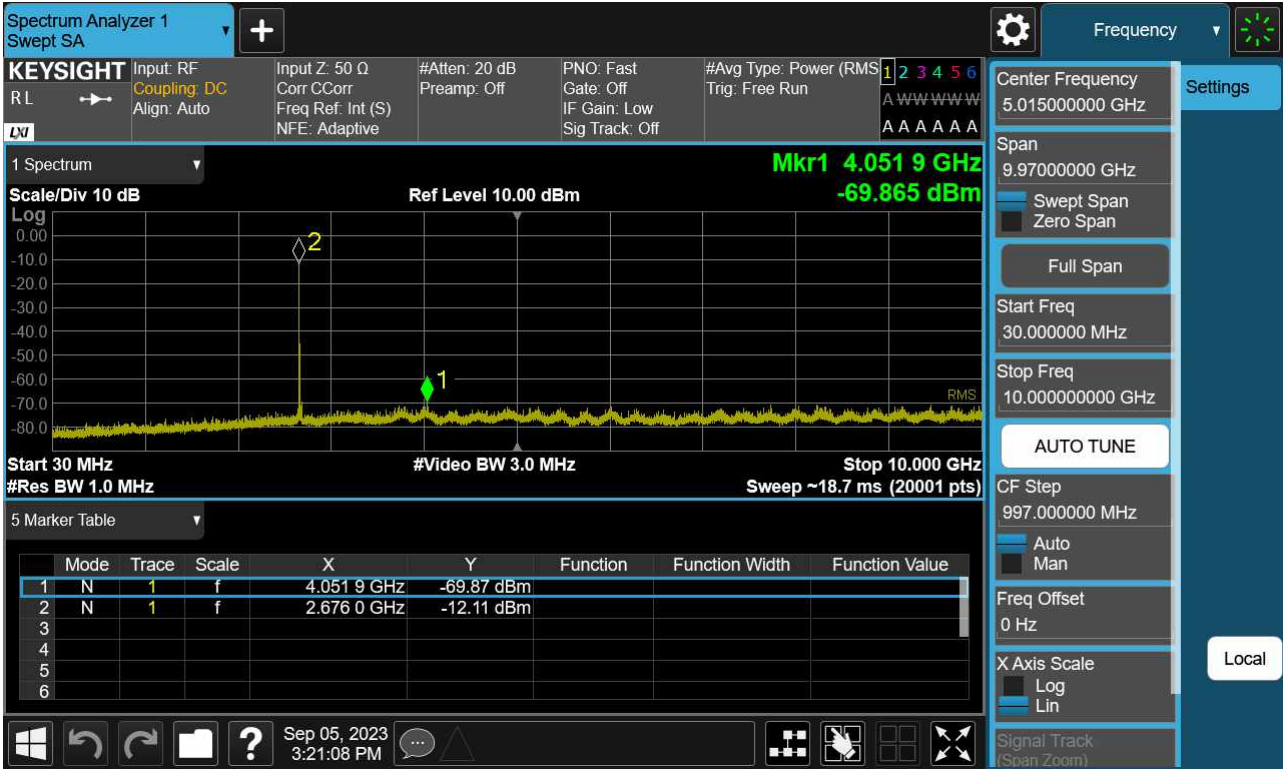 Spectrum Analyzer 1
Swept SA
Frequency
KEYSIGHT
RL
LXI
Input: RF
Coupling: DC
Align: Auto
Input Z: 50 Ω
Corr CCorr
Freq Ref: Int (S)
NFE: Adaptive
#Atten: 20 dB
Preamp: Off
PNO: Fast
Gate: Off
IF Gain: Low
Sig Track: Off
#Avg Type: Power (RMS
Trig: Free Run
1 2 3 4 5 6
A W W W W W
A A A A A A
1 Spectrum
Mkr1 4.051 9 GHz
-69.865 dBm
Scale/Div 10 dB
Ref Level 10.00 dBm
Log
0.00
-10.0
-20.0
-30.0
-40.0
-50.0
-60.0
-70.0
-80.0
2
1
RMS
Start 30 MHz
#Video BW 3.0 MHz
Stop 10.000 GHz
#Res BW 1.0 MHz
Sweep ~18.7 ms (20001 pts)
5 Marker Table
Mode Trace Scale X Y Function Function Width Function Value
1 N 1 f 4.051 9 GHz -69.87 dBm
2 N 1 f 2.676 0 GHz -12.11 dBm
3
4
5
6
?
Sep 05, 2023
3:21:08 PM
Settings
Center Frequency
5.015000000 GHz
Span
9.97000000 GHz
Swept Span
Zero Span
Full Span
Start Freq
30.000000 MHz
Stop Freq
10.000000000 GHz
AUTO TUNE
CF Step
997.000000 MHz
Auto
Man
Freq Offset
0 Hz
X Axis Scale
Log
Lin
Signal Track
(Span Zoom)
Local